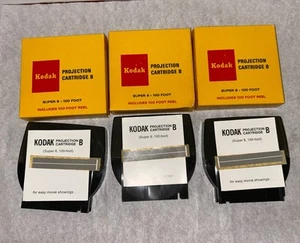 Kodak
PROJECTION
CARTRIDGE B
SUPER 8 - 100 FOOT
INCLUDES 100 FOOT REEL
Kodak
PROJECTION
CARTRIDGE B
SUPER 8 - 100 FOOT
INCLUDES 100 FOOT REEL
Kodak
PROJECTION
CARTRIDGE B
SUPER 8 - 100 FOOT
INCLUDES 100 FOOT REEL
KODAK PROJECTION CARTRIDGE B
(Super 8, 100-foot)
for easy movie showings
KODAK PROJECTION CARTRIDGE B
(Super 8, 100-foot)
for easy movie showings
KODAK PROJECTION CARTRIDGE B
(Super 8, 100-foot)
for easy movie showings